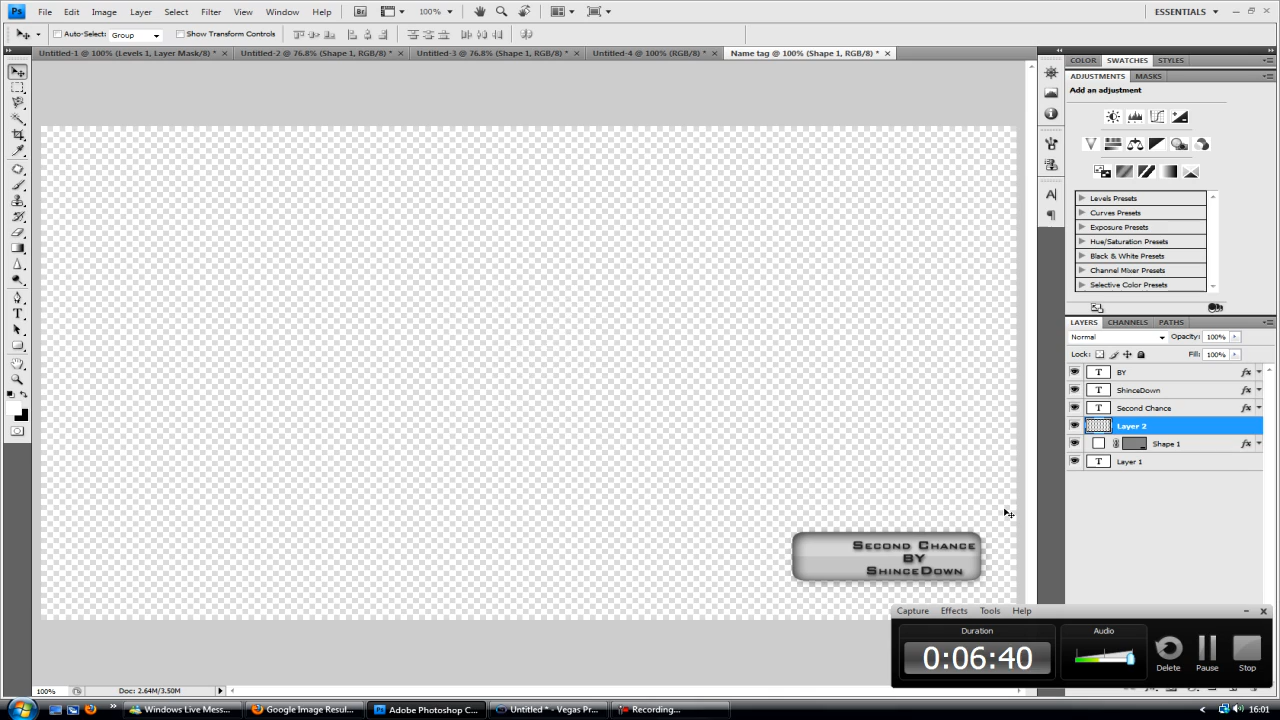 Ps File Edit Image Layer Select Filter View Window Help Br 100% ESSENTIALS
Auto-Select: Group Show Transform Controls
Untitled-1 @ 100% (Levels 1, Layer Mask/8) * × Untitled-2 @ 76.8% (Shape 1, RGB/8) * × Untitled-3 @ 76.8% (Shape 1, RGB/8) * × Untitled-4 @ 100% (RGB/8) * × Name tag @ 100% (Shape 1, RGB/8) * ×
COLOR SWATCHES STYLES
ADJUSTMENTS MASKS
Add an adjustment
Levels Presets
Curves Presets
Exposure Presets
Hue/Saturation Presets
Black & White Presets
Channel Mixer Presets
Selective Color Presets
LAYERS CHANNELS PATHS
Normal Opacity: 100%
Lock: Fill: 100%
T BY fx
T ShinceDown fx
T Second Chance fx
Layer 2
Shape 1 fx
T Layer 1
Second Chance
BY
ShinceDown
Capture Effects Tools Help
Duration Audio
0:06:40
Delete Pause Stop
100% Doc: 2.64M/3.50M
Windows Live Mess... Google Image Resul... Adobe Photoshop C... Untitled * - Vegas Pr... Recording... 16:01